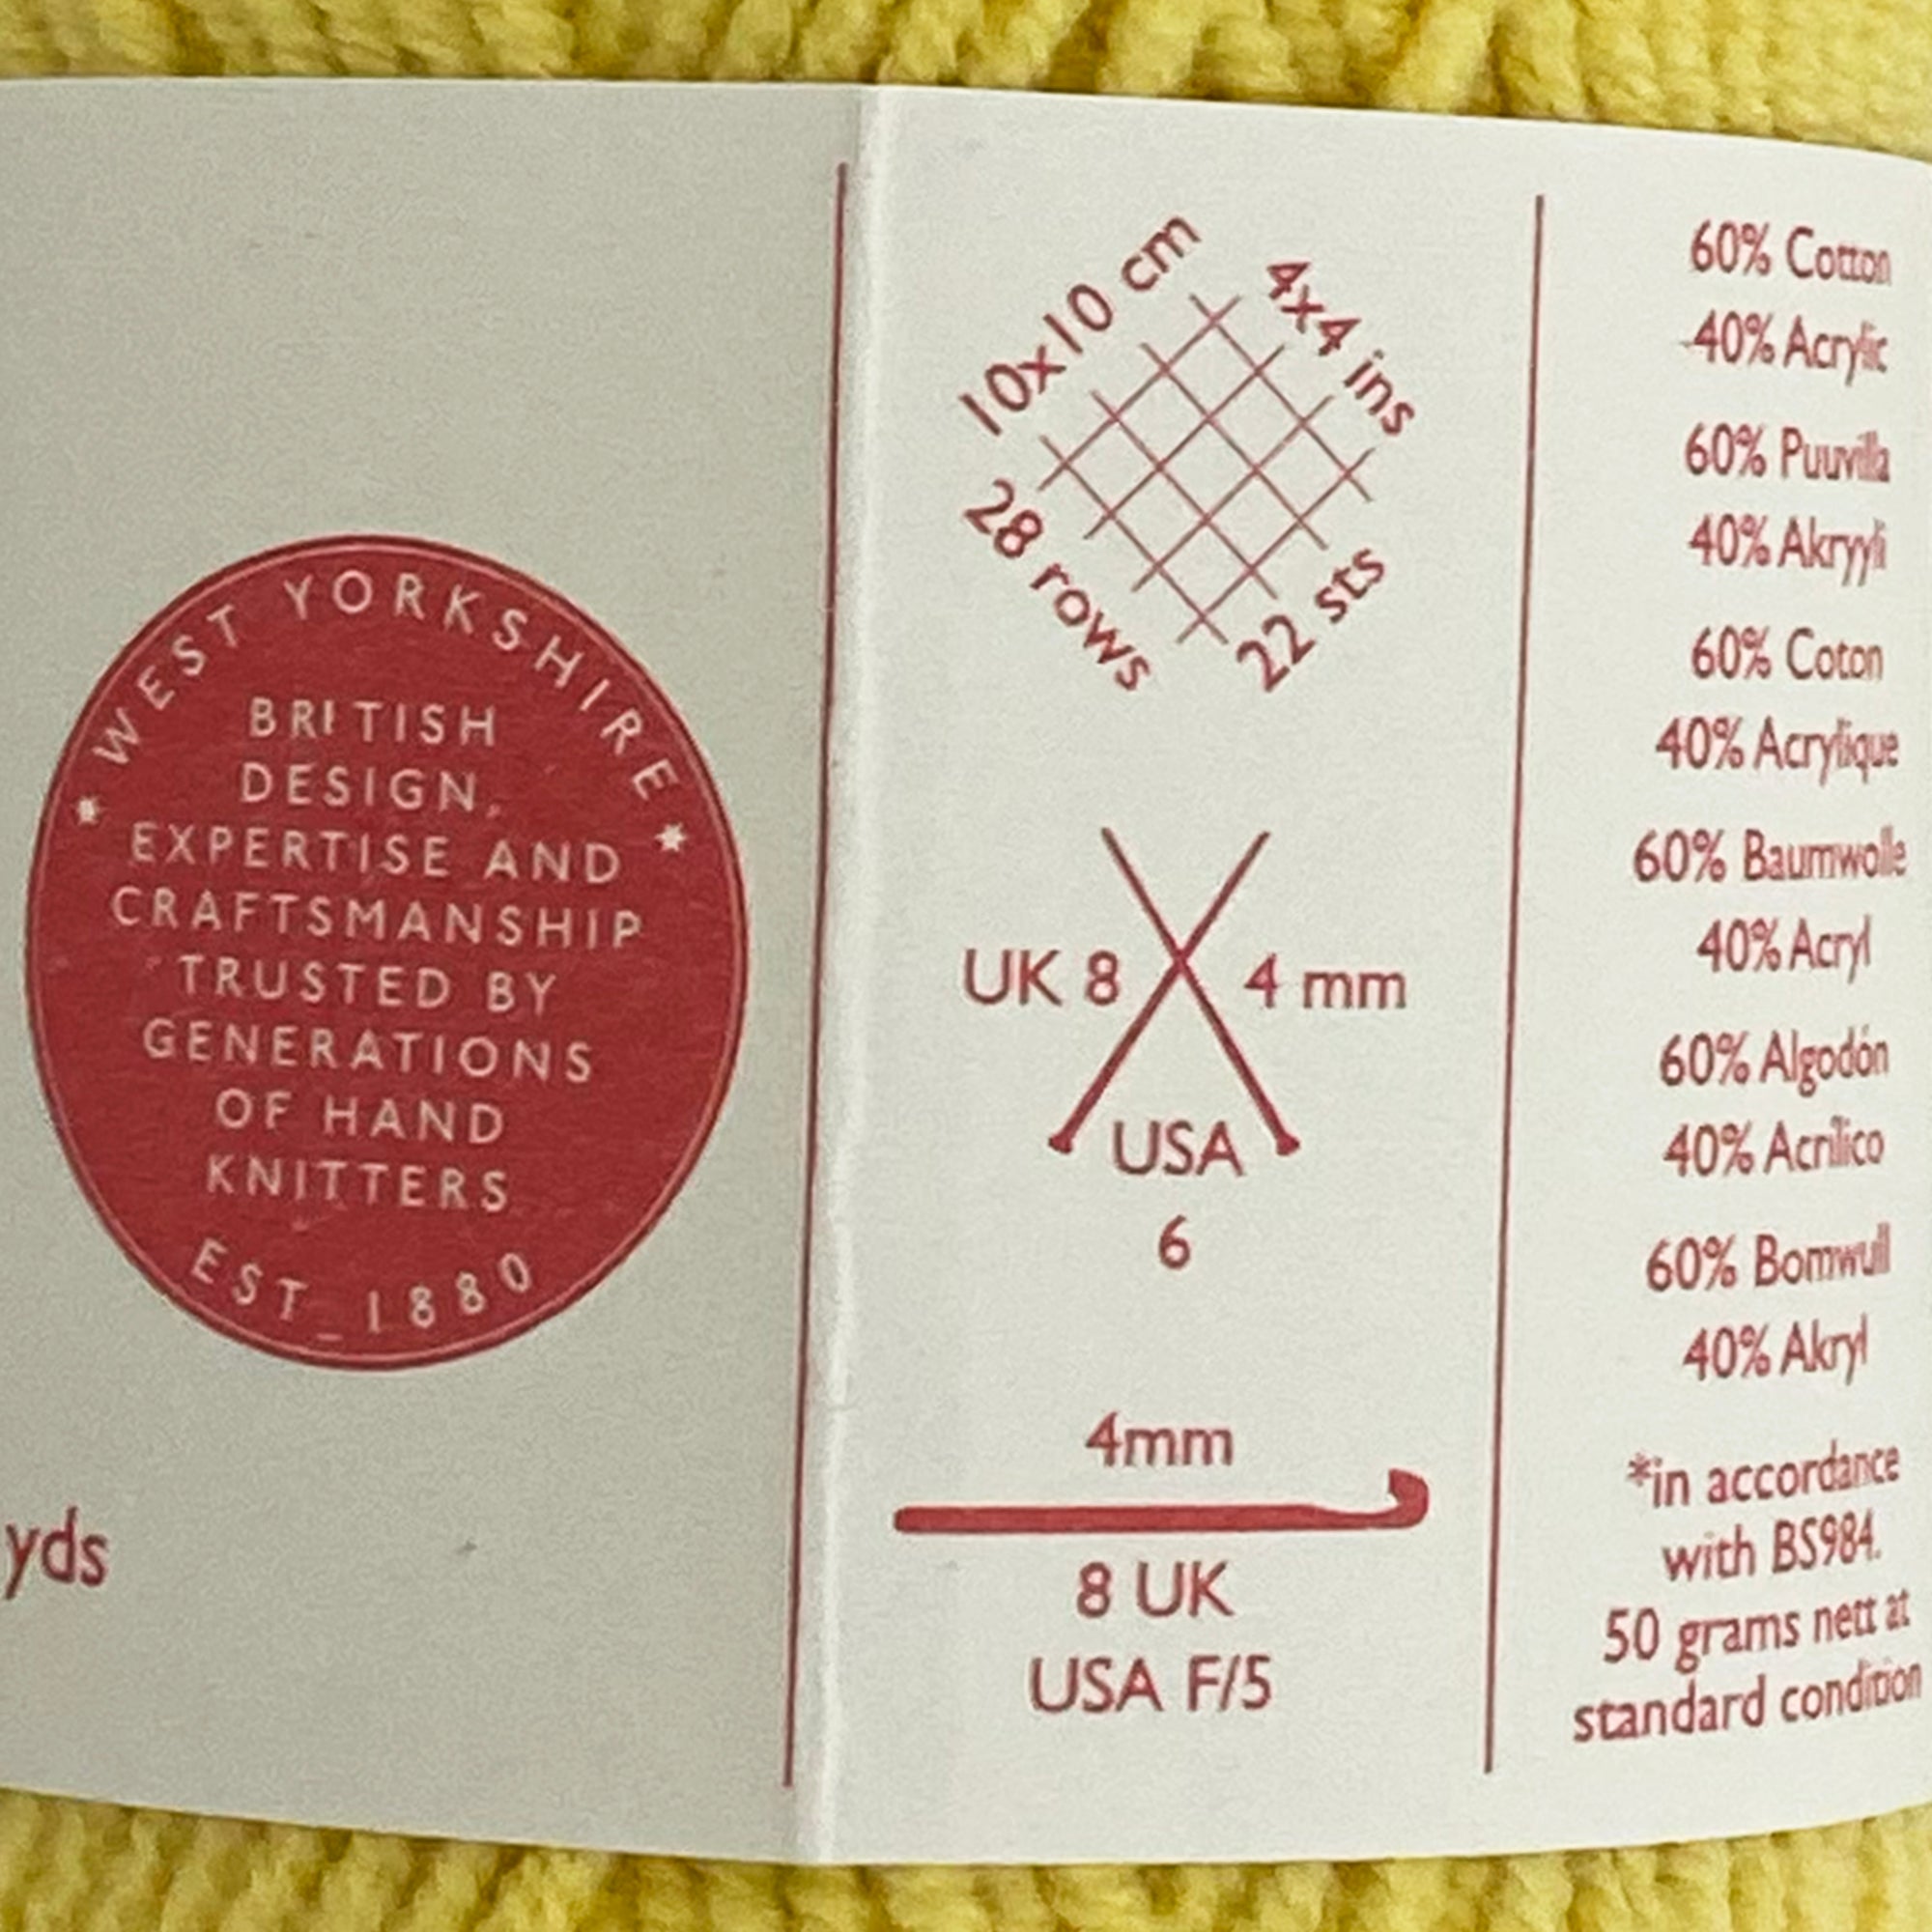 WEST YORKSHIRE
BRITISH
DESIGN,
EXPERTISE AND
CRAFTSMANSHIP
TRUSTED BY
GENERATIONS
OF HAND
KNITTERS
EST_1880
yds
10x10 cm
4x4 ins
28 rows
22 sts
UK 8
4 mm
USA
6
4mm
8 UK
USA F/5
60% Cotton
40% Acrylic
60% Puuvilla
40% Akryyli
60% Coton
40% Acrylique
60% Baumwolle
40% Acryl
60% Algodón
40% Acrílico
60% Bomwull
40% Akryl
*in accordance
with BS984.
50 grams nett at
standard condition